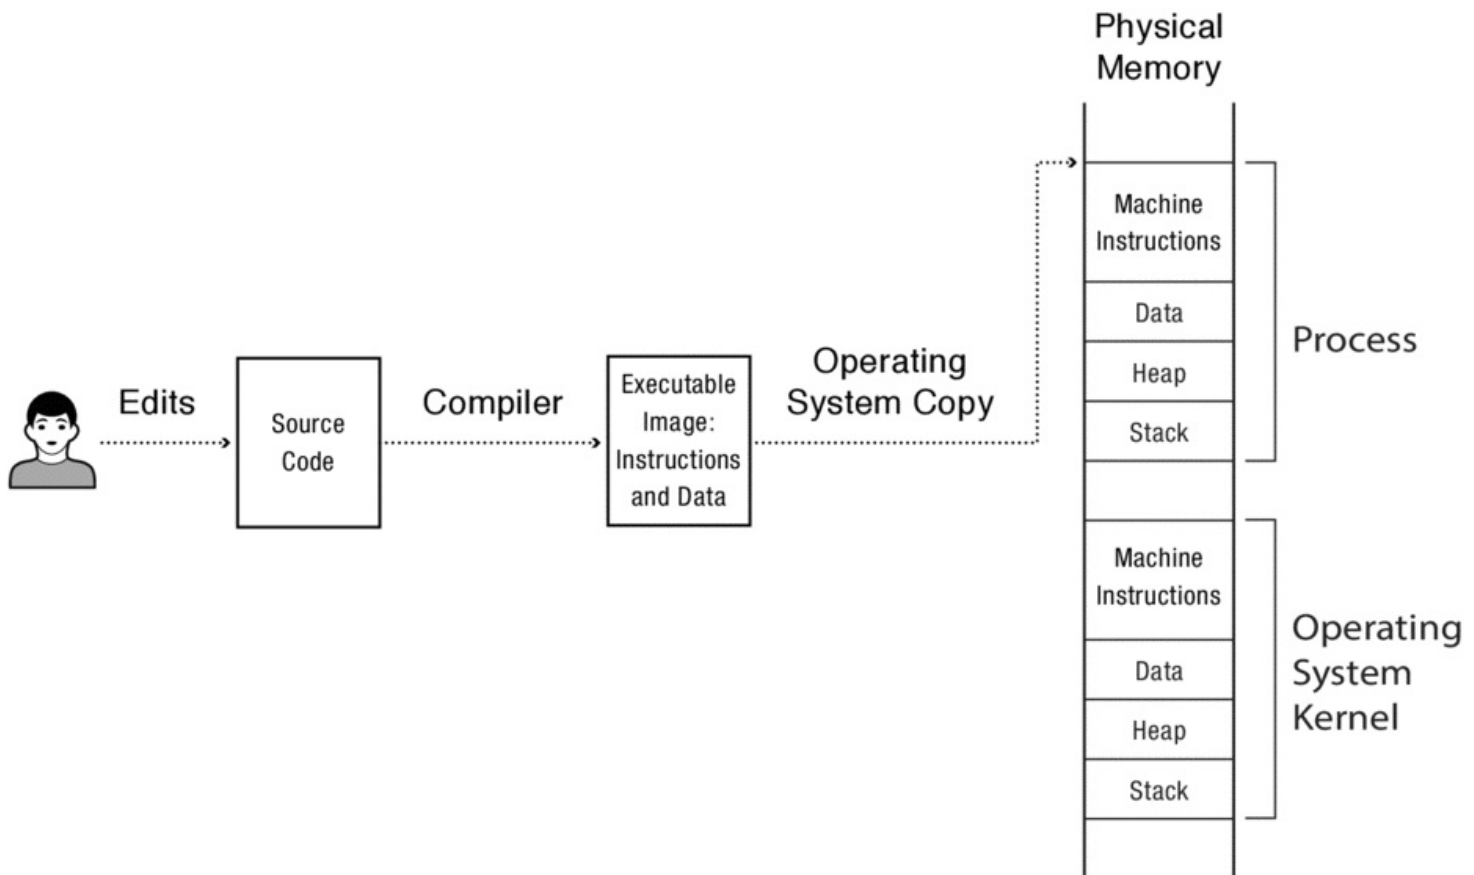 Physical
Memory
Edits
Source
Code
Compiler
Executable
Image:
Instructions
and Data
Operating
System Copy
Machine
Instructions
Data
Heap
Stack
Process
Machine
Instructions
Data
Heap
Stack
Operating
System
Kernel